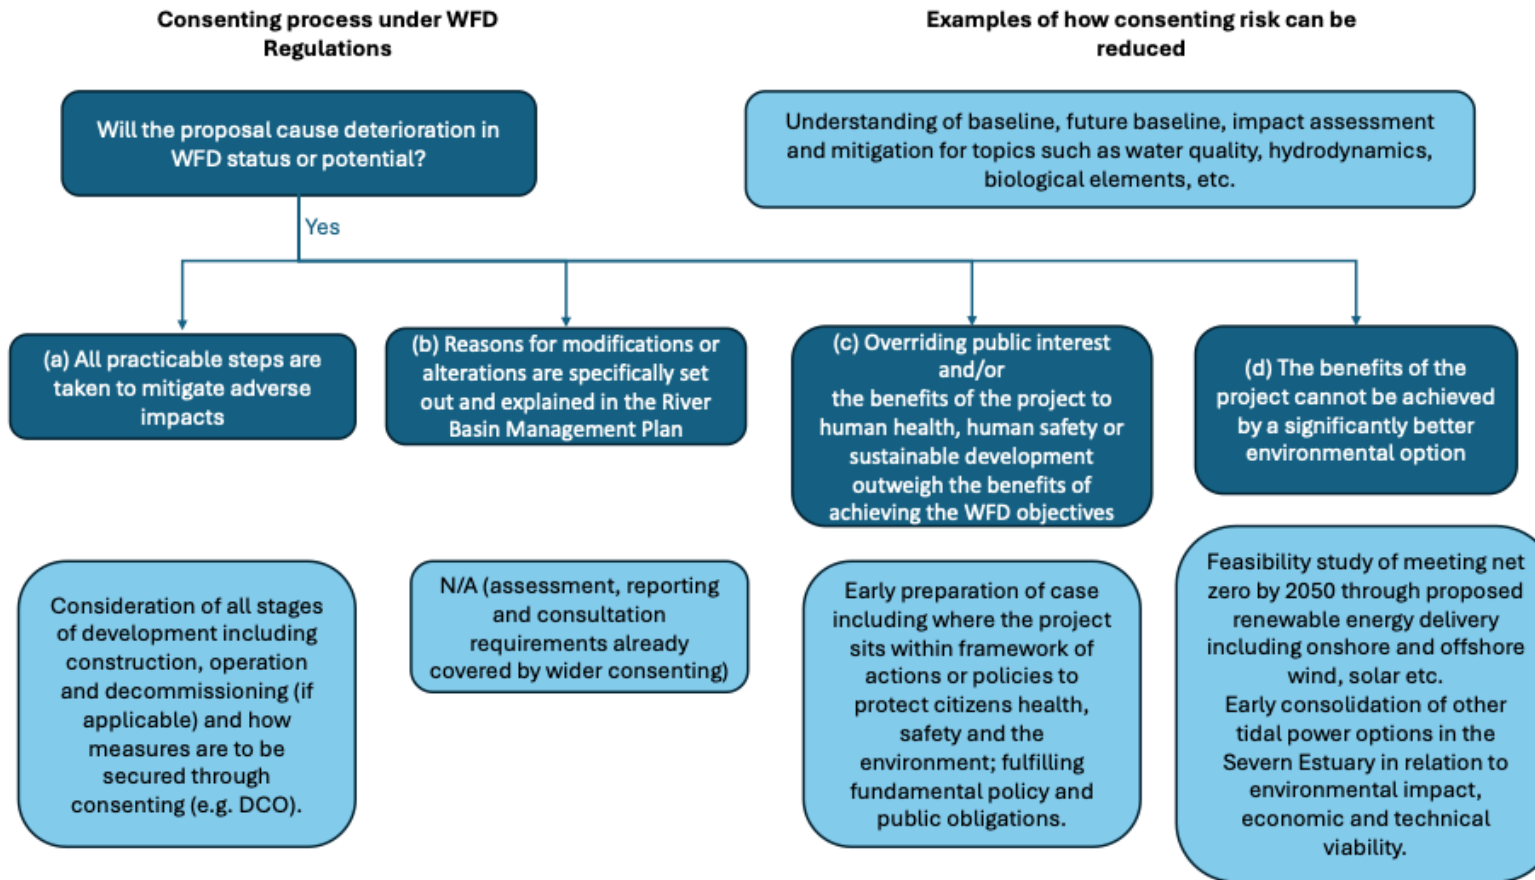 Consenting process under WFD
Regulations
Examples of how consenting risk can be
reduced
Will the proposal cause deterioration in
WFD status or potential?
Understanding of baseline, future baseline, impact assessment
and mitigation for topics such as water quality, hydrodynamics,
biological elements, etc.
Yes
(a) All practicable steps are
taken to mitigate adverse
impacts
(b) Reasons for modifications or
alterations are specifically set
out and explained in the River
Basin Management Plan
(c) Overriding public interest
and/or
the benefits of the project to
human health, human safety or
sustainable development
outweigh the benefits of
achieving the WFD objectives
(d) The benefits of the
project cannot be achieved
by a significantly better
environmental option
Consideration of all stages
of development including
construction, operation
and decommissioning (if
applicable) and how
measures are to be
secured through
consenting (e.g. DCO).
N/A (assessment, reporting
and consultation
requirements already
covered by wider consenting)
Early preparation of case
including where the project
sits within framework of
actions or policies to
protect citizens health,
safety and the
environment; fulfilling
fundamental policy and
public obligations.
Feasibility study of meeting net
zero by 2050 through proposed
renewable energy delivery
including onshore and offshore
wind, solar etc.
Early consolidation of other
tidal power options in the
Severn Estuary in relation to
environmental impact,
economic and technical
viability.